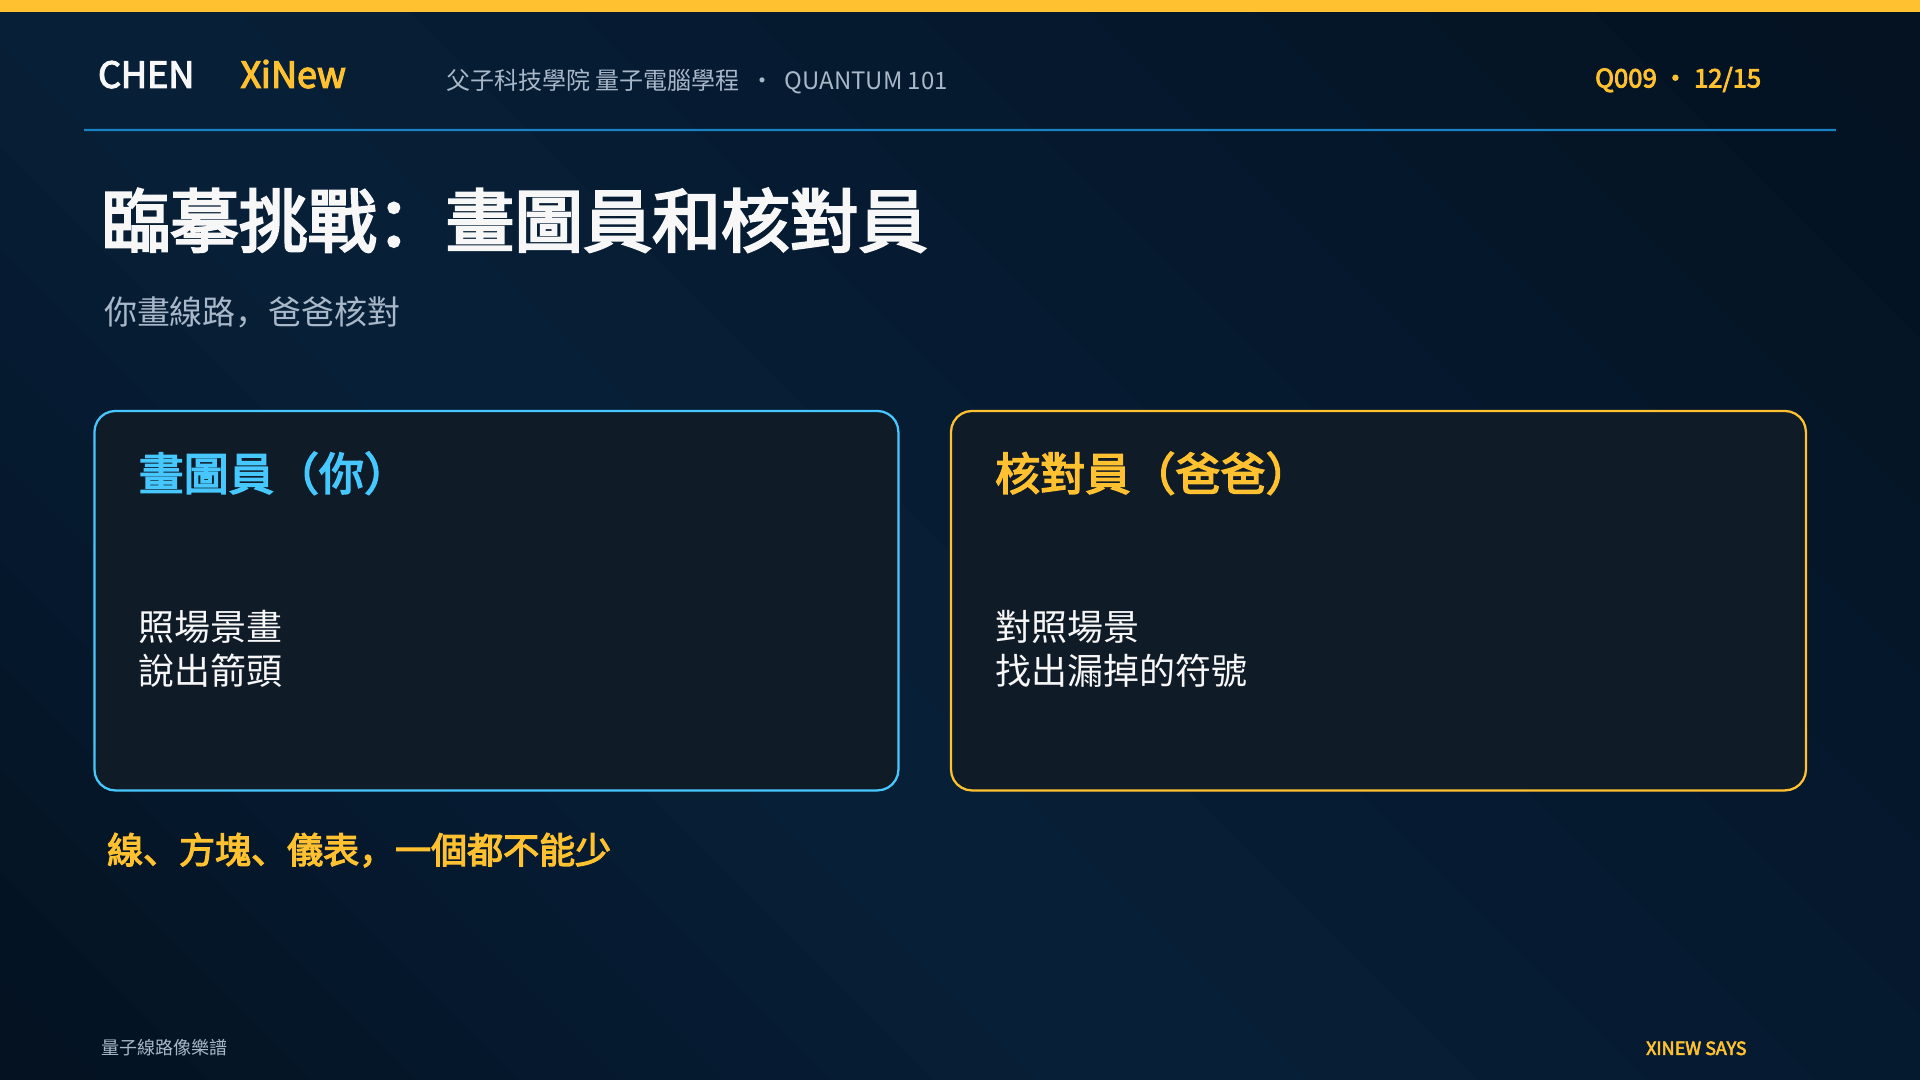 CHEN XiNew 父子科技學院 量子電腦學程 · QUANTUM 101 Q009 · 12/15
臨摹挑戰：畫圖員和核對員
你畫線路，爸爸核對
畫圖員（你）
照場景畫
說出箭頭
核對員（爸爸）
對照場景
找出漏掉的符號
線、方塊、儀表，一個都不能少
量子線路像樂譜
XINEW SAYS